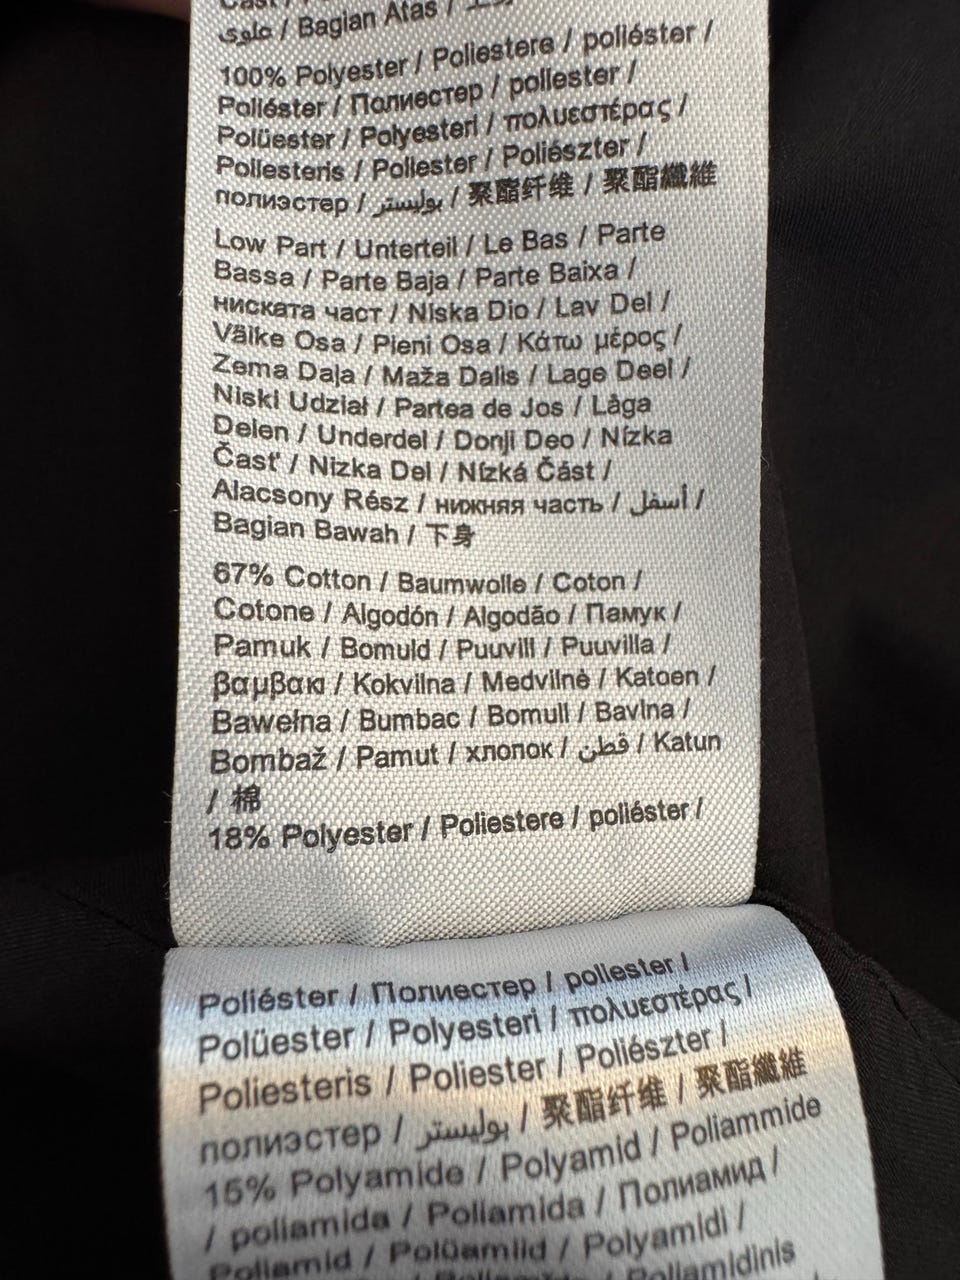 علوي / Bagian Atas /
100% Polyester / Poliestere / poliéster /
Poliéster / Полиестер / poliester /
Polüester / Polyesteri / πολυεστέρας /
Poliesteris / Poliester / Poliészter /
полиэстер / بوليستر / 聚酯纤维 / 聚酯纖維
Low Part / Unterteil / Le Bas / Parte
Bassa / Parte Baja / Parte Baixa /
ниската част / Niska Dio / Lav Del /
Välke Osa / Pieni Osa / Κάτω μέρος /
Zema Daļa / Maža Dalis / Lage Deel /
Niski Udział / Partea de Jos / Låga
Delen / Underdel / Donji Deo / Nízka
Časť / Nizka Del / Nízká Část /
Alacsony Rész / нижняя часть / أسفل /
Bagian Bawah / 下身
67% Cotton / Baumwolle / Coton /
Cotone / Algodón / Algodão / Памук /
Pamuk / Bomuld / Puuvill / Puuvilla /
βαμβακι / Kokvilna / Medvilnė / Katoen /
Bawełna / Bumbac / Bomull / Bavlna /
Bombaž / Pamut / хлопок / قطن / Katun
/ 棉
18% Polyester / Poliestere / poliéster /
Poliéster / Полиестер / poliester /
Polüester / Polyesteri / πολυεστέρας /
Poliesteris / Poliester / Poliészter /
полиэстер / بوليستر / 聚酯纤维 / 聚酯纖維
15% Polyamide / Polyamid / Poliammide
/ poliamida / Poliamida / Полиамид /
Poliamid / Polüamiid / Polyamidi /
Poliamidinis